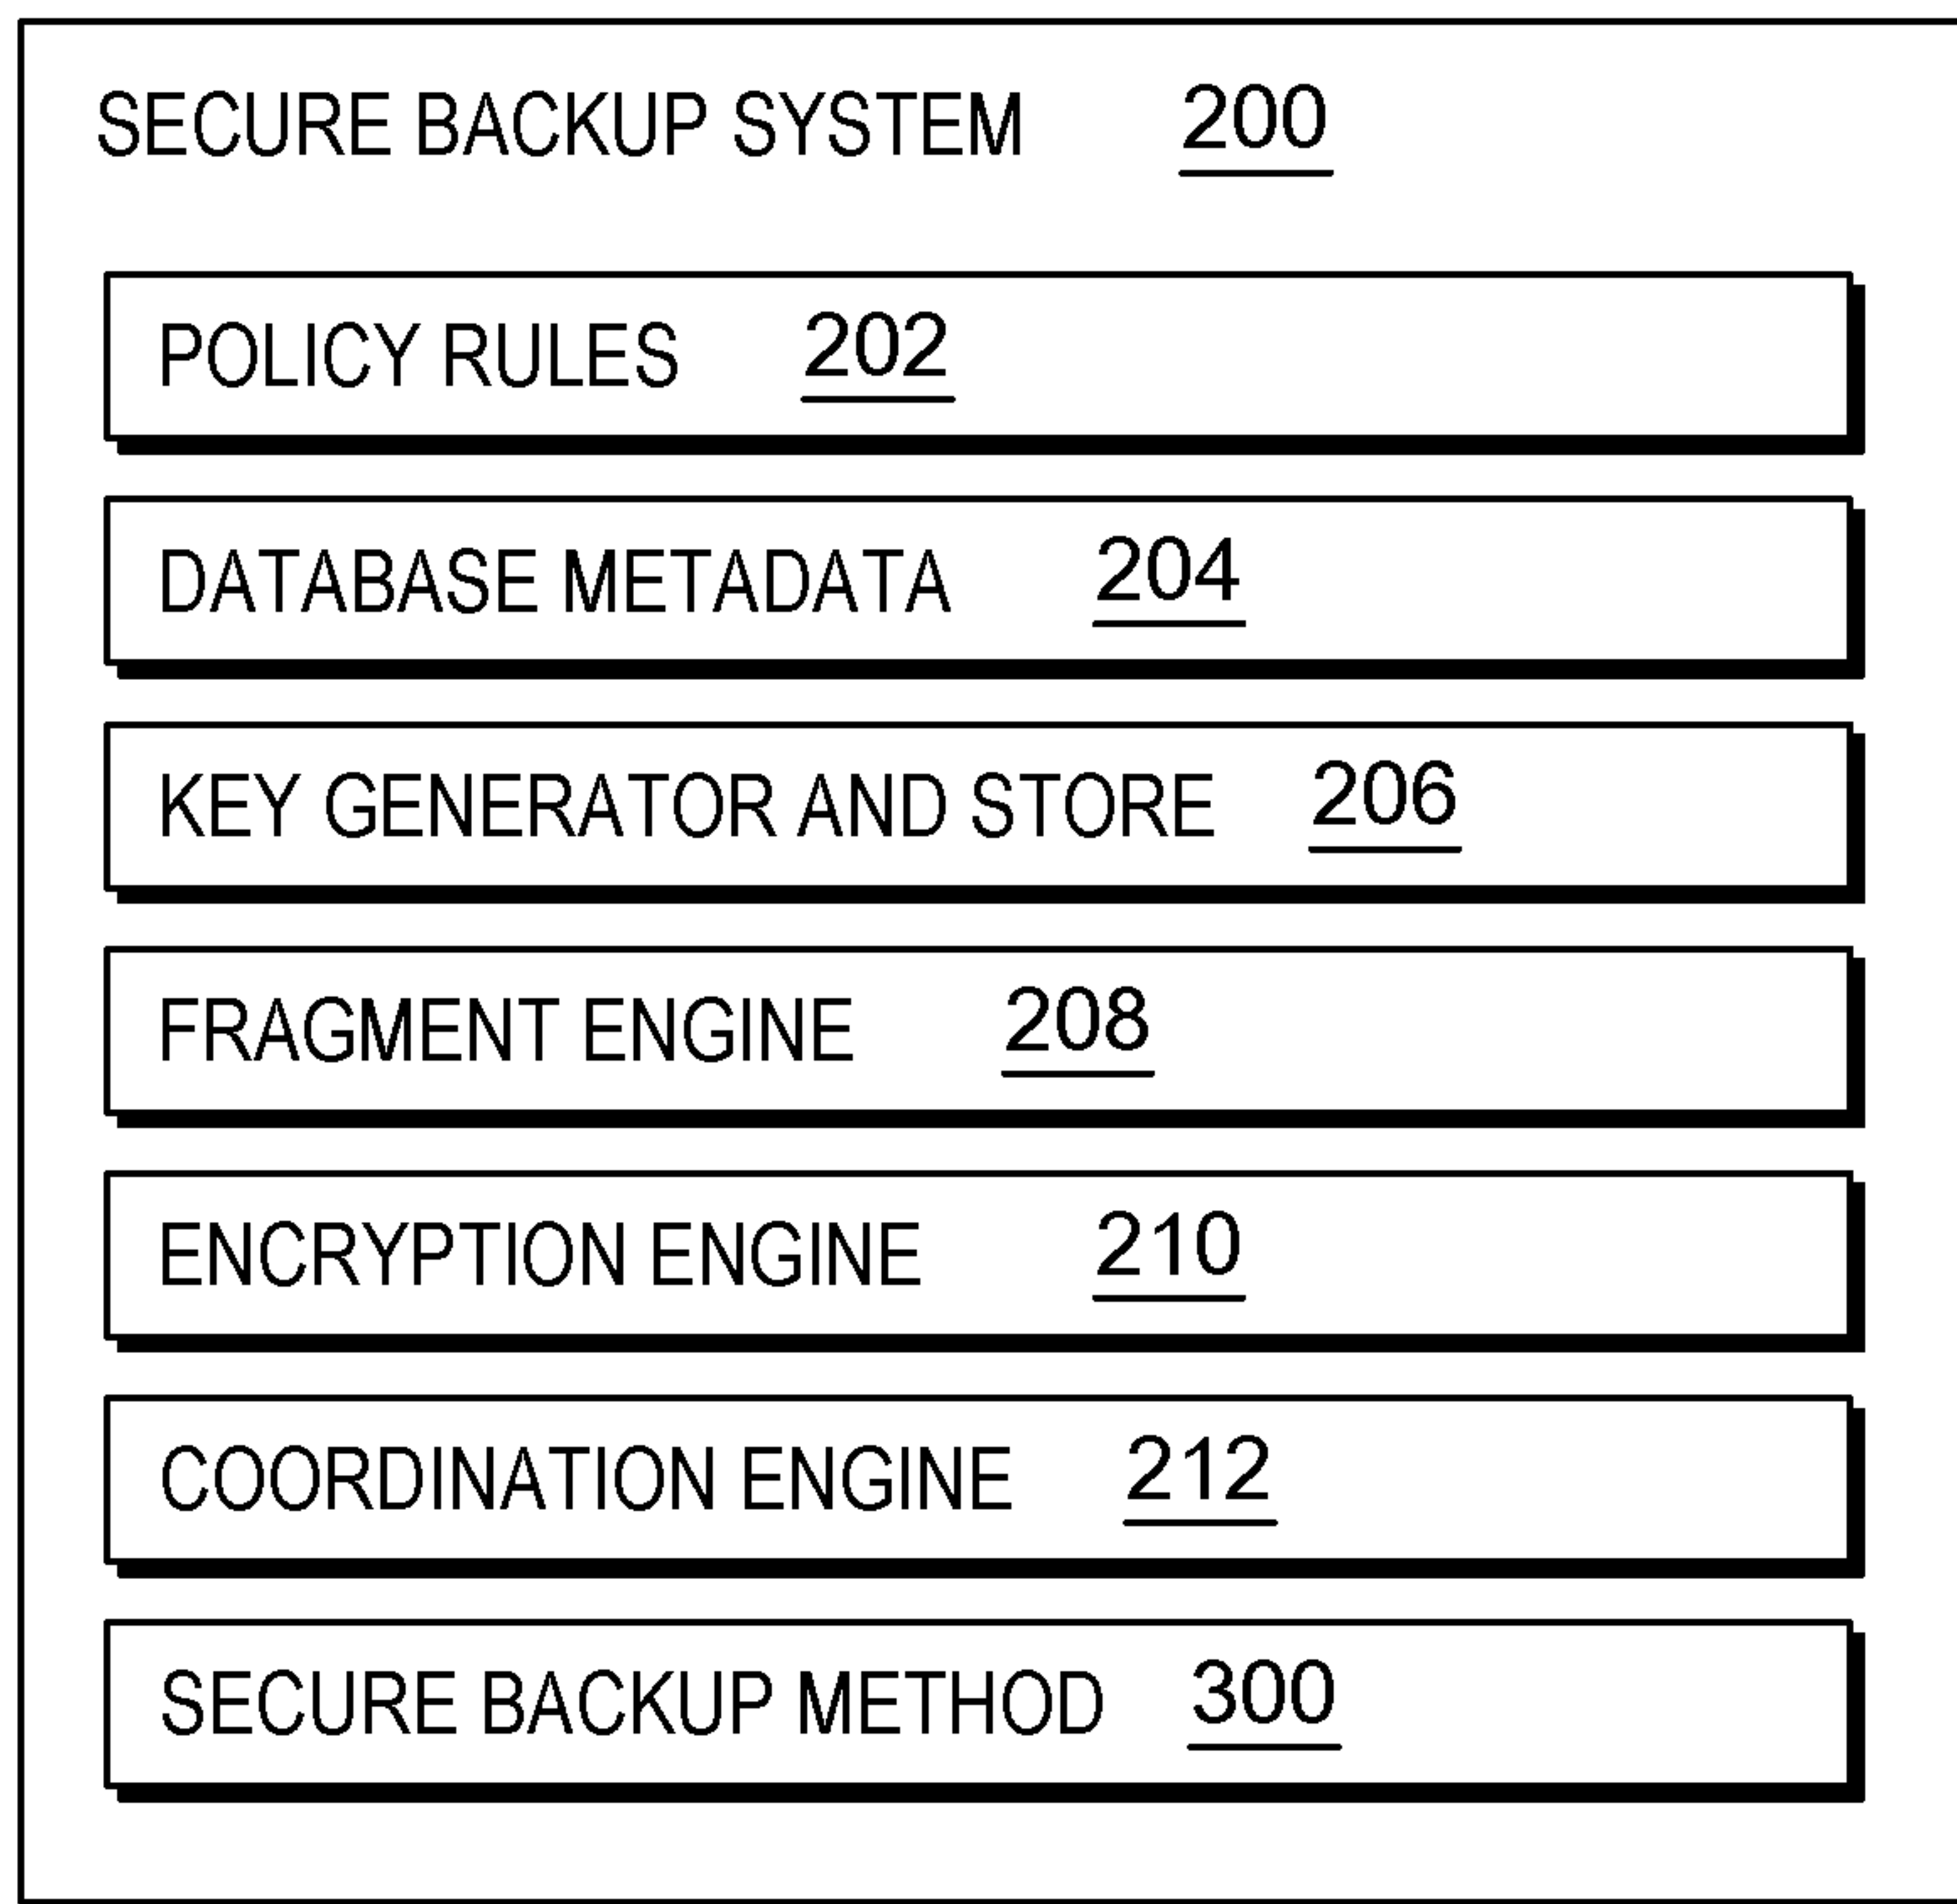 SECURE BACKUP SYSTEM 200
POLICY RULES 202
DATABASE METADATA 204
KEY GENERATOR AND STORE 206
FRAGMENT ENGINE 208
ENCRYPTION ENGINE 210
COORDINATION ENGINE 212
SECURE BACKUP METHOD 300